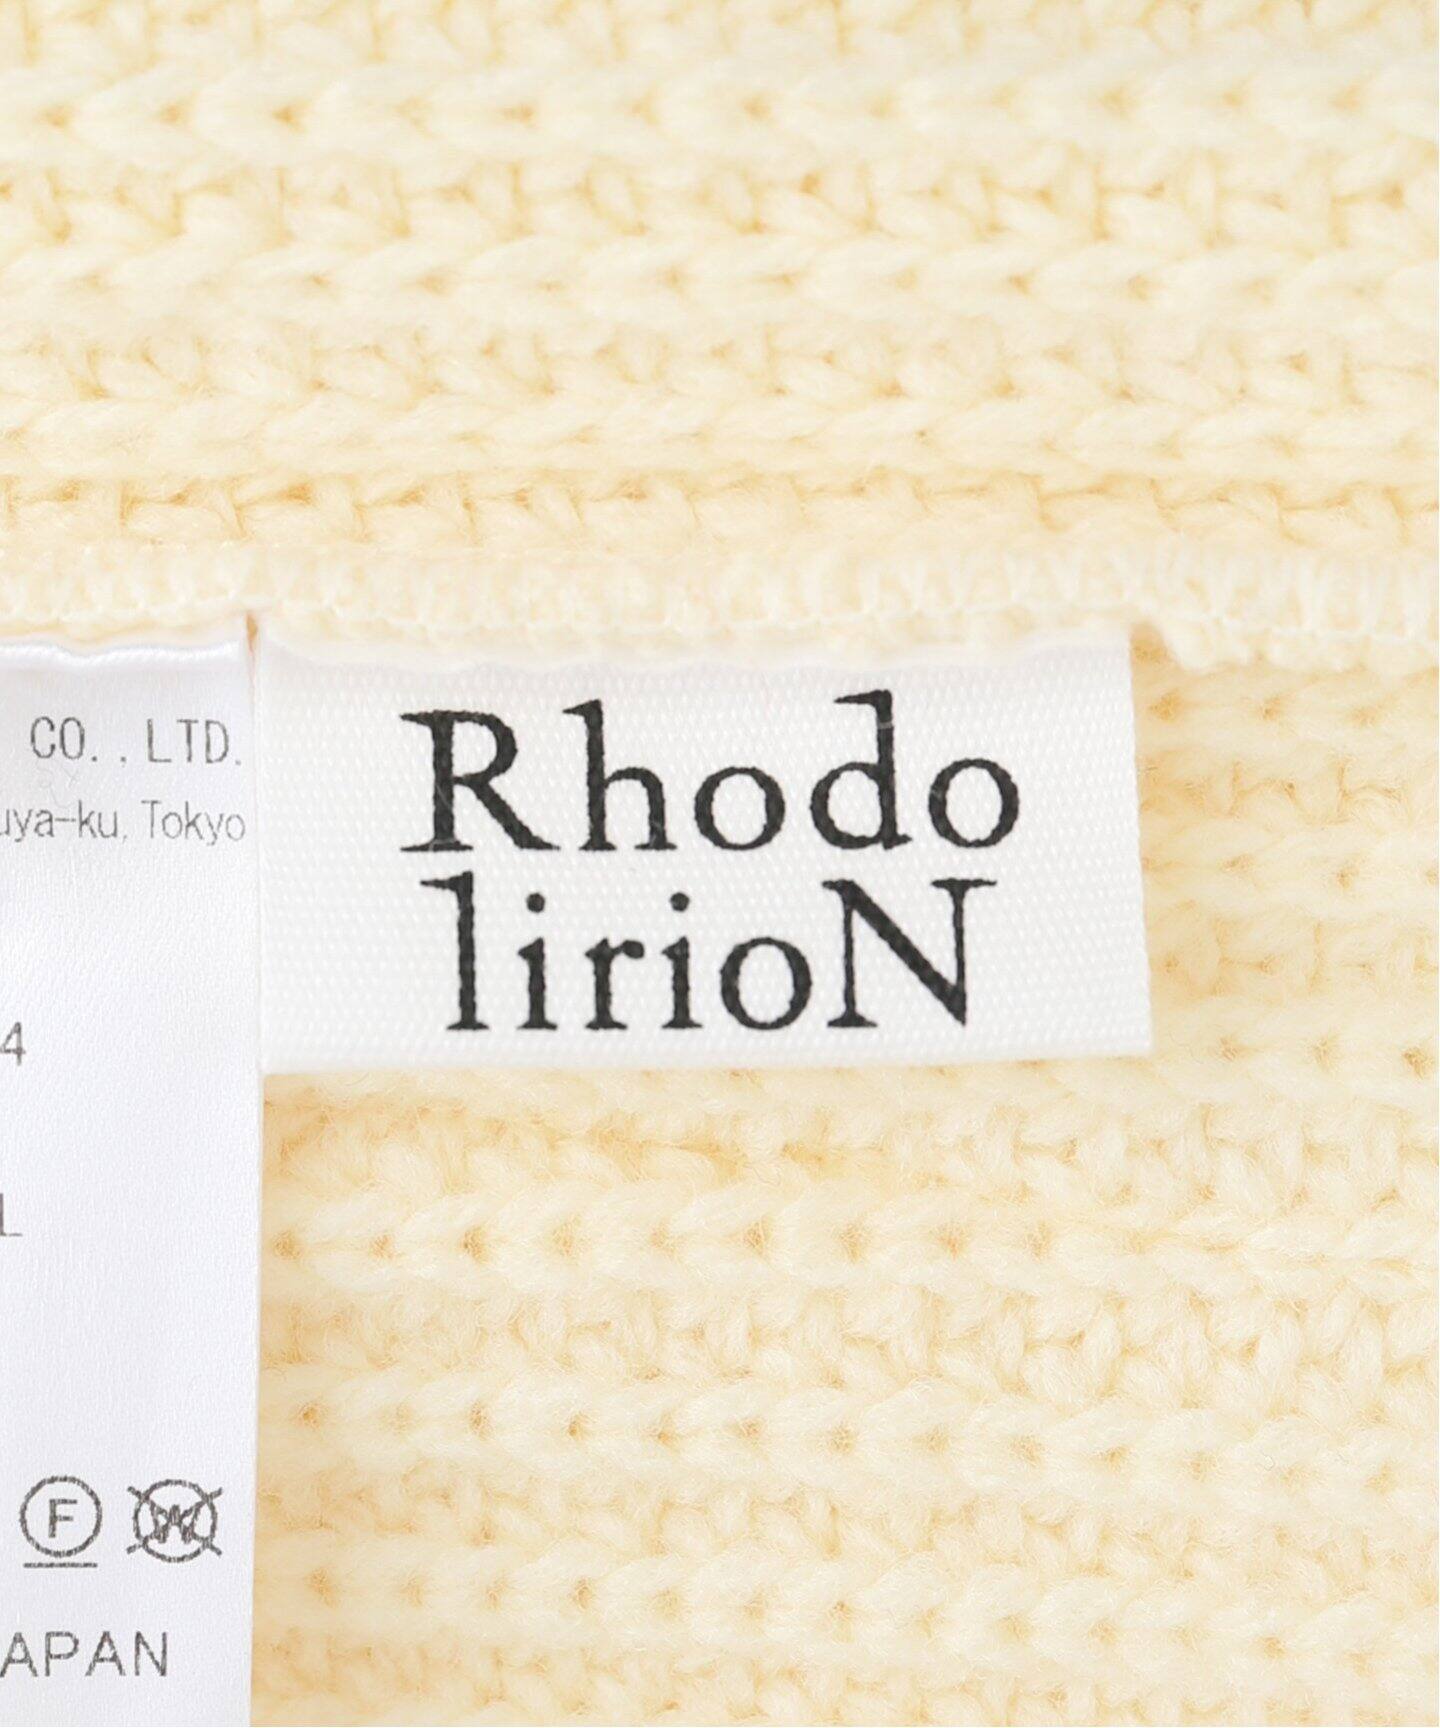 CO., LTD.
uya-ku, Tokyo
Rhodo
lirioN
4
L
F W
APAN